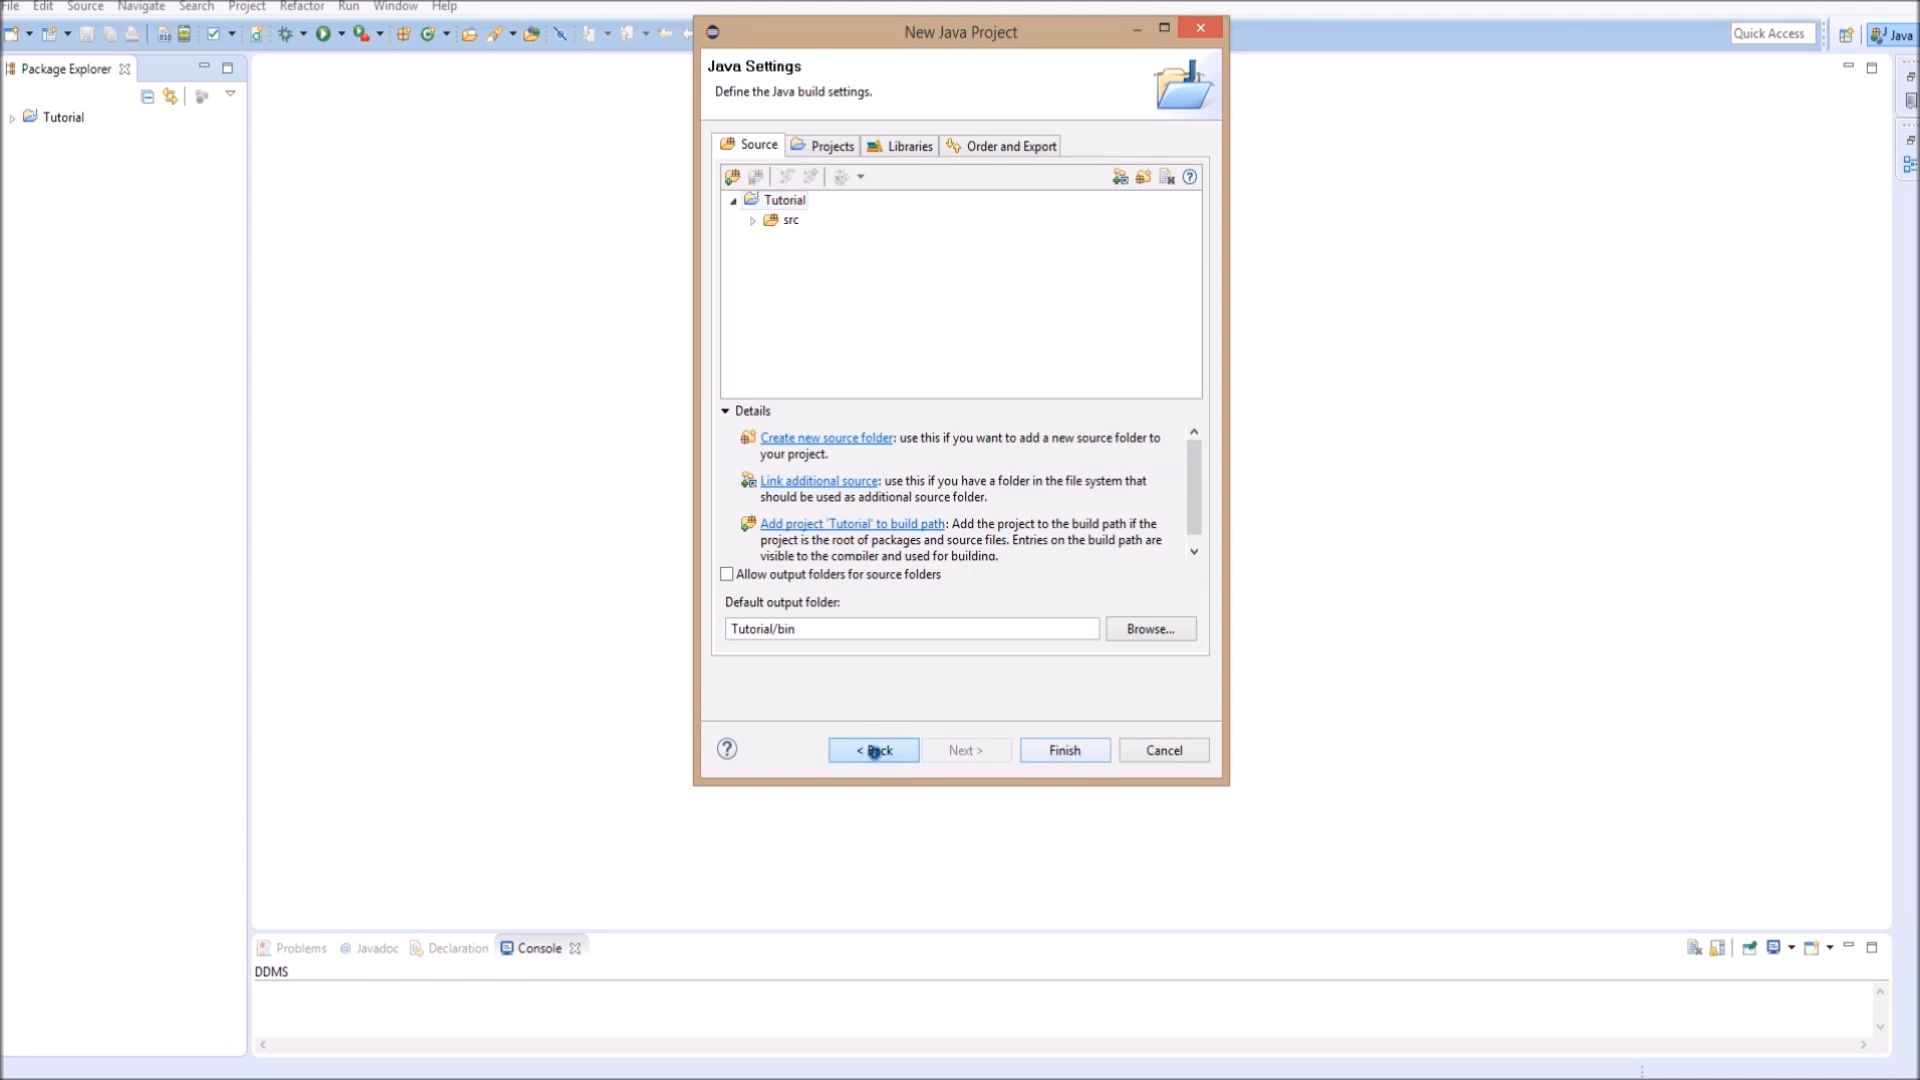 File Edit Source Navigate Search Project Refactor Run Window Help
Quick Access
Java
Package Explorer
Tutorial
New Java Project
Java Settings
Define the Java build settings.
Source Projects Libraries Order and Export
Tutorial
src
Details
Create new source folder: use this if you want to add a new source folder to
your project.
Link additional source: use this if you have a folder in the file system that
should be used as additional source folder.
Add project 'Tutorial' to build path: Add the project to the build path if the
project is the root of packages and source files. Entries on the build path are
visible to the compiler and used for building.
Allow output folders for source folders
Default output folder:
Tutorial/bin Browse...
< Back Next > Finish Cancel
Problems @ Javadoc Declaration Console
DDMS